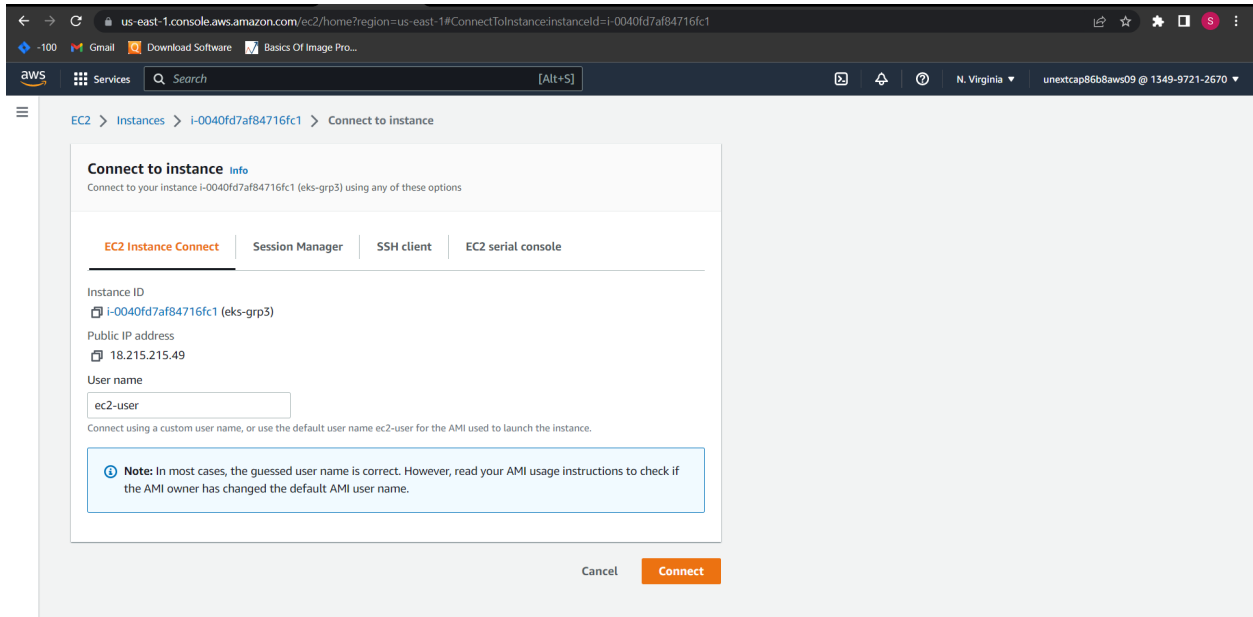 us-east-1.console.aws.amazon.com/ec2/home?region=us-east-1#ConnectToInstance:instanceId=i-0040fd7af84716fc1
S
-100 Gmail Download Software Basics Of Image Pro...
aws Services Search [Alt+S] N. Virginia ▼ unextcap86b8aws09 @ 1349-9721-2670 ▼
EC2 > Instances > i-0040fd7af84716fc1 > Connect to instance
Connect to instance Info
Connect to your instance i-0040fd7af84716fc1 (eks-grp3) using any of these options
EC2 Instance Connect Session Manager SSH client EC2 serial console
Instance ID
i-0040fd7af84716fc1 (eks-grp3)
Public IP address
18.215.215.49
User name
ec2-user
Connect using a custom user name, or use the default user name ec2-user for the AMI used to launch the instance.
Note: In most cases, the guessed user name is correct. However, read your AMI usage instructions to check if
the AMI owner has changed the default AMI user name.
Cancel Connect